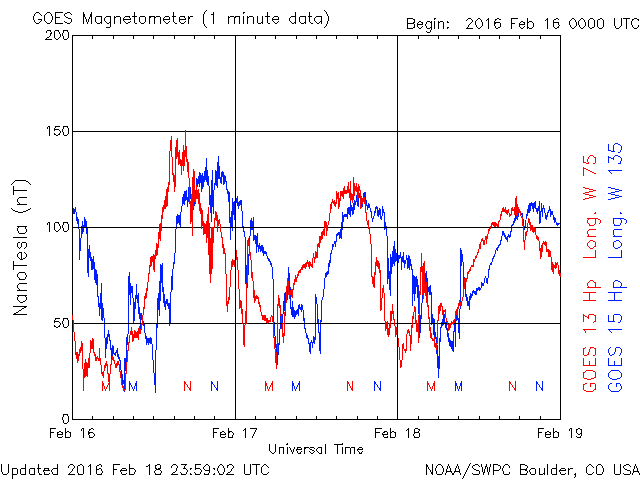 GOES Magnetometer (1 minute data)
Begin: 2016 Feb 16 0000 UTC
200
150
100
50
0
NanoTesla (nT)
M M N N M M N N M M N N
Feb 16 Feb 17 Feb 18 Feb 19
Universal Time
GOES 13 Hp Long. W 75
GOES 15 Hp Long. W 135
Updated 2016 Feb 18 23:59:02 UTC
NOAA/SWPC Boulder, CO USA